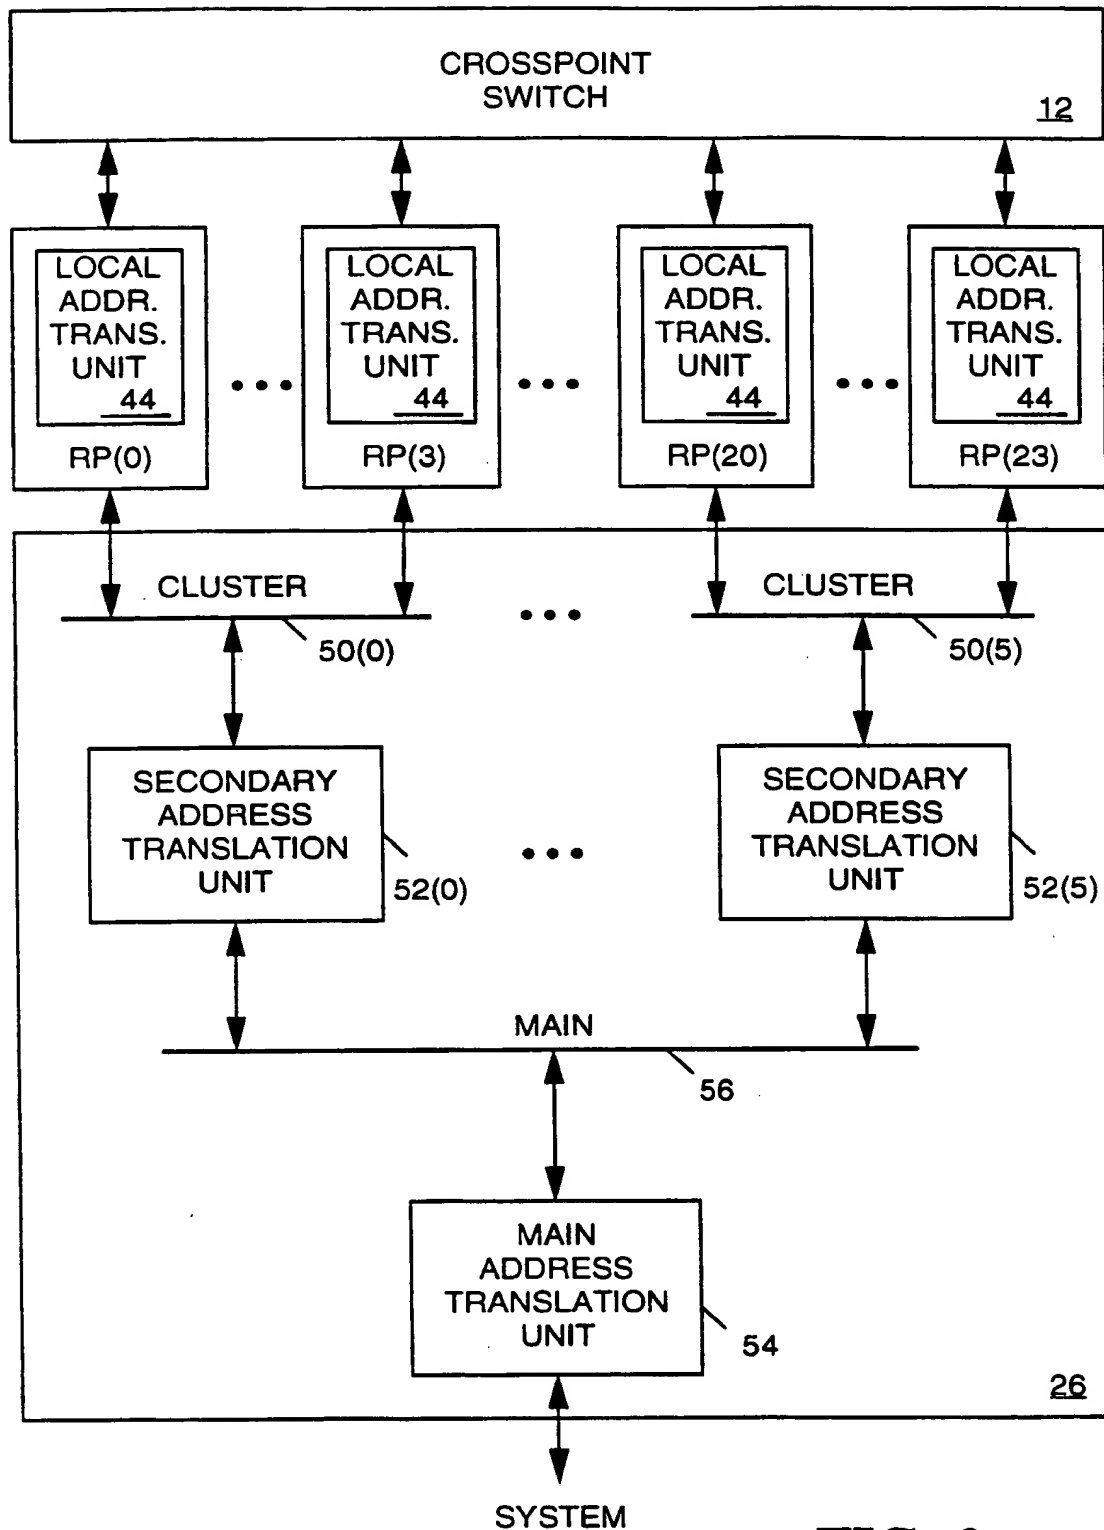 CROSSPOINT
SWITCH
12
LOCAL
ADDR.
TRANS.
UNIT
44
RP(0)
LOCAL
ADDR.
TRANS.
UNIT
44
RP(3)
LOCAL
ADDR.
TRANS.
UNIT
44
RP(20)
LOCAL
ADDR.
TRANS.
UNIT
44
RP(23)
CLUSTER
50(0)
CLUSTER
50(5)
SECONDARY
ADDRESS
TRANSLATION
UNIT
52(0)
SECONDARY
ADDRESS
TRANSLATION
UNIT
52(5)
MAIN
56
MAIN
ADDRESS
TRANSLATION
UNIT
54
26
SYSTEM